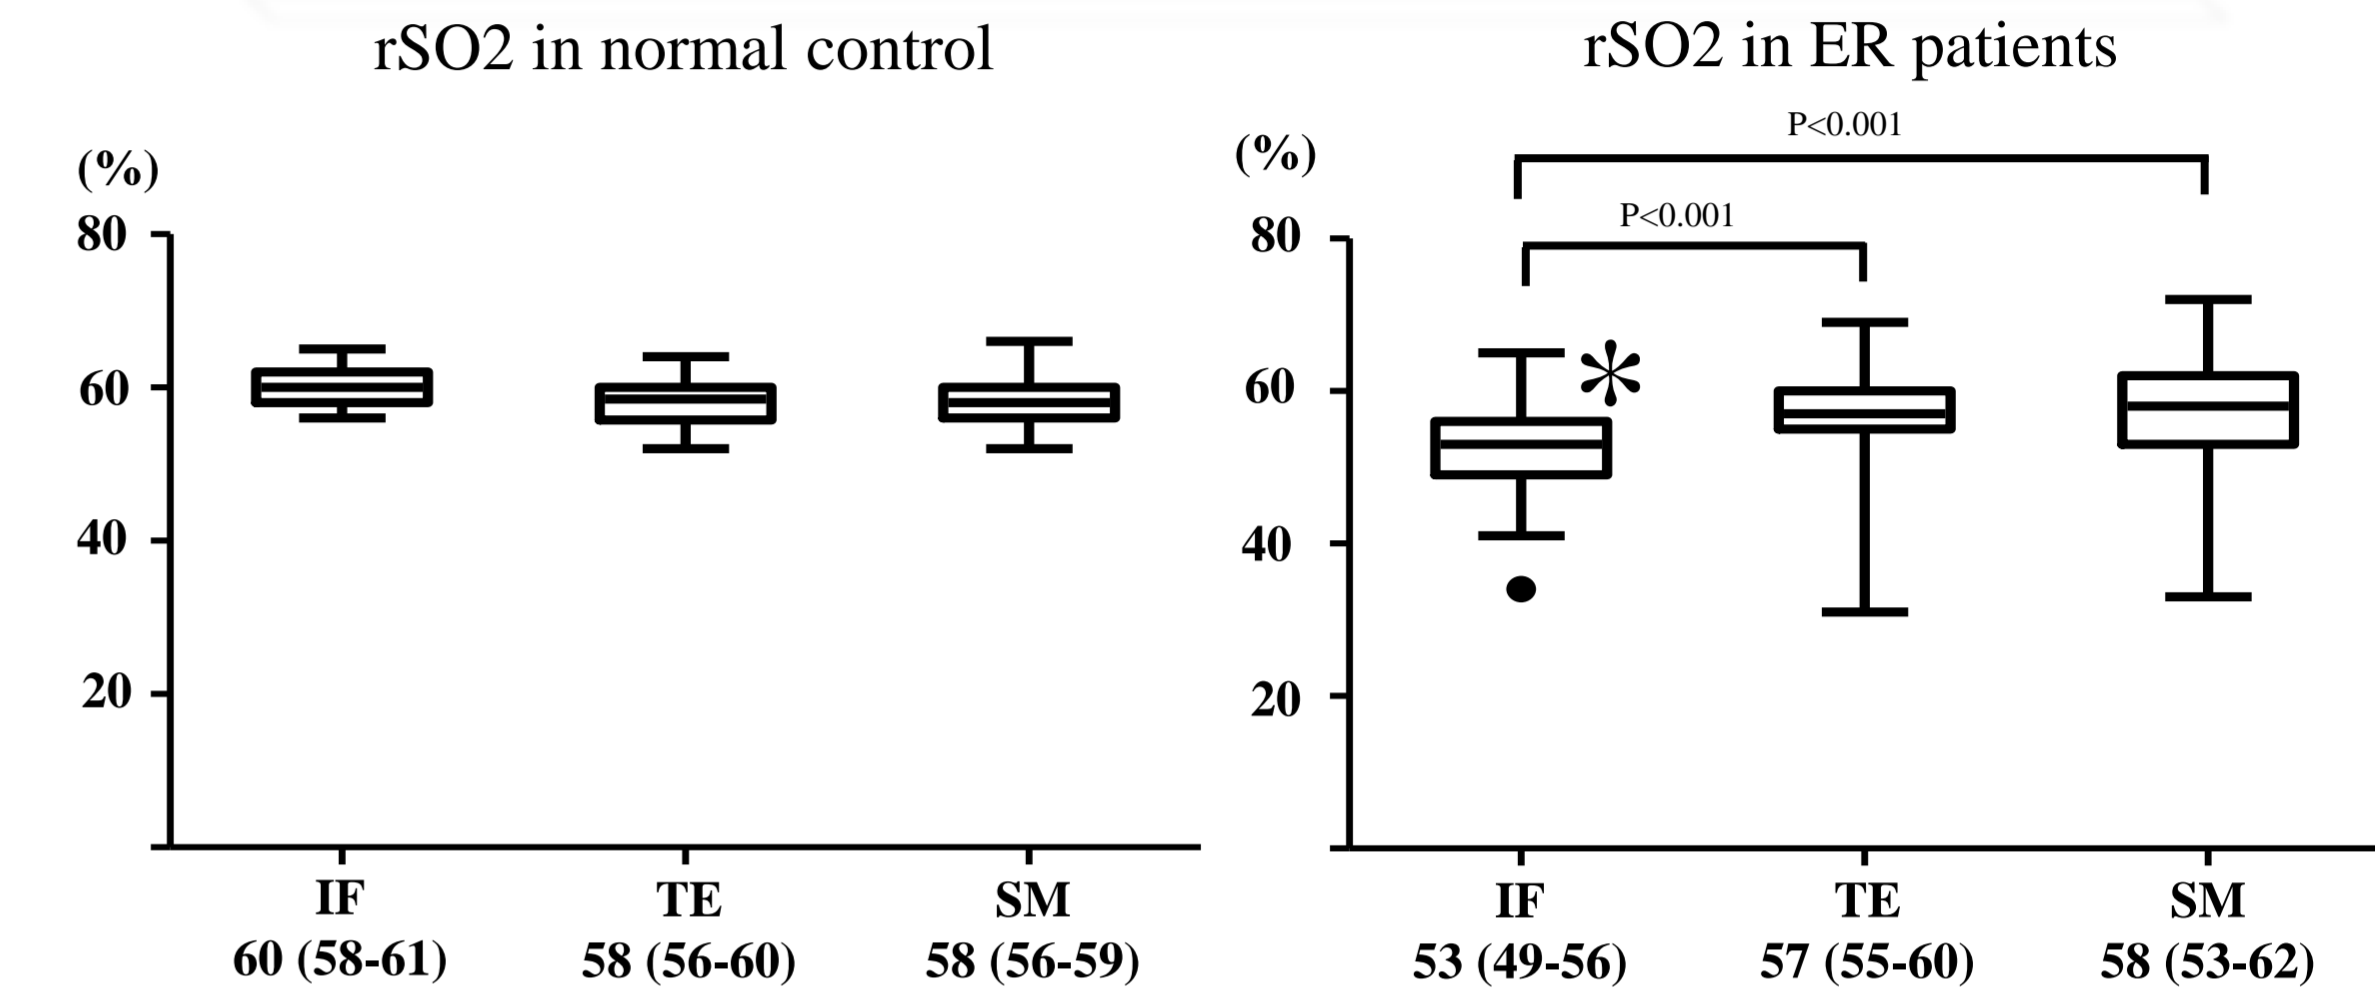 rSO2 in normal control
(%)
80
60
40
20
IF
TE
SM
60 (58-61)
58 (56-60)
58 (56-59)
rSO2 in ER patients
P<0.001
(%)
P<0.001
80
*
60
40
20
IF
TE
SM
53 (49-56)
57 (55-60)
58 (53-62)